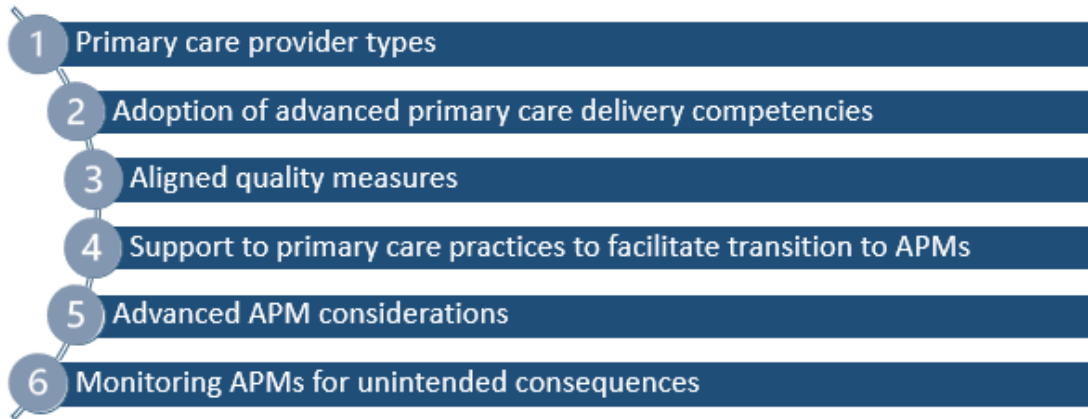 1 Primary care provider types
2 Adoption of advanced primary care delivery competencies
3 Aligned quality measures
4 Support to primary care practices to facilitate transition to APMs
5 Advanced APM considerations
6 Monitoring APMs for unintended consequences